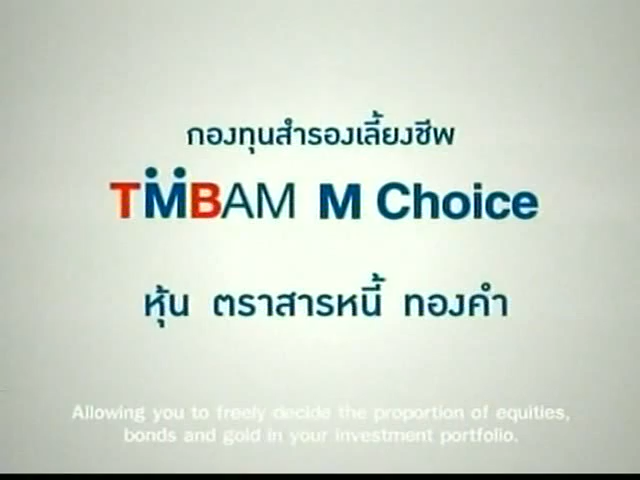 กองทุนสำรองเลี้ยงชีพ
TMBAM M Choice
หุ้น ตราสารหนี้ ทองคำ
Allowing you to freely decide the proportion of equities,
bonds and gold in your investment portfolio.